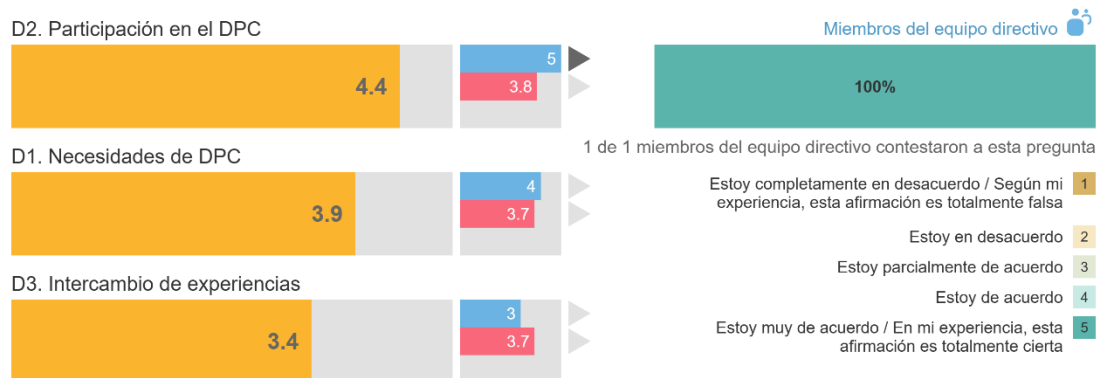 D2. Participación en el DPC
4.4
5
3.8
D1. Necesidades de DPC
3.9
4
3.7
D3. Intercambio de experiencias
3.4
3
3.7
Miembros del equipo directivo
100%
1 de 1 miembros del equipo directivo contestaron a esta pregunta
Estoy completamente en desacuerdo / Según mi 1
experiencia, esta afirmación es totalmente falsa
Estoy en desacuerdo 2
Estoy parcialmente de acuerdo 3
Estoy de acuerdo 4
Estoy muy de acuerdo / En mi experiencia, esta 5
afirmación es totalmente cierta